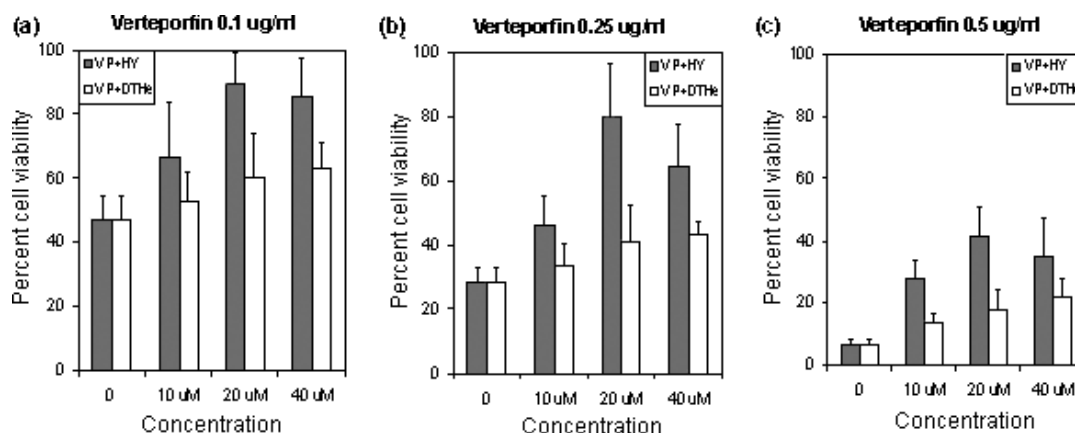 (a) Verteporfin 0.1 ug/ml
Percent cell viability
100
80
60
40
20
0
VP+HY
VP+DTHe
0 10 uM 20 uM 40 uM
Concentration
(b) Verteporfin 0.25 ug/ml
Percent cell viability
100
80
60
40
20
0
VP+HY
VP+DTHe
0 10 uM 20 uM 40 uM
Concentration
(c) Verteporfin 0.5 ug/ml
Percent cell viability
100
80
60
40
20
0
VP+HY
VP+DTHe
0 10 uM 20 uM 40 uM
Concentration